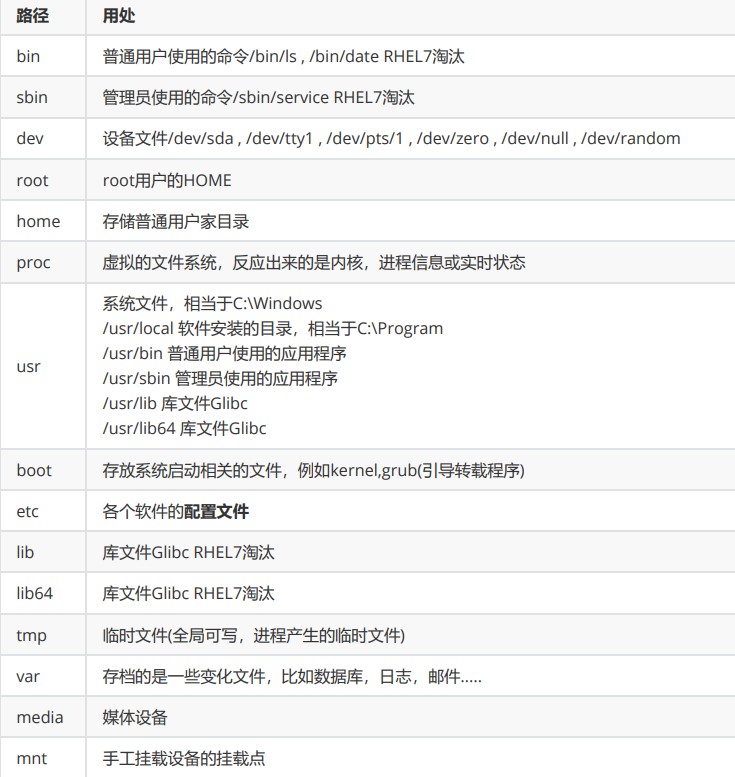 路径 用处
bin 普通用户使用的命令/bin/ls , /bin/date RHEL7淘汰
sbin 管理员使用的命令/sbin/service RHEL7淘汰
dev 设备文件/dev/sda , /dev/tty1 , /dev/pts/1 , /dev/zero , /dev/null , /dev/random
root root用户的HOME
home 存储普通用户家目录
proc 虚拟的文件系统，反应出来的是内核，进程信息或实时状态
usr
系统文件，相当于C:\Windows
/usr/local 软件安装的目录，相当于C:\Program
/usr/bin 普通用户使用的应用程序
/usr/sbin 管理员使用的应用程序
/usr/lib 库文件Glibc
/usr/lib64 库文件Glibc
boot 存放系统启动相关的文件，例如kernel,grub(引导转载程序)
etc 各个软件的配置文件
lib 库文件Glibc RHEL7淘汰
lib64 库文件Glibc RHEL7淘汰
tmp 临时文件(全局可写，进程产生的临时文件)
var 存档的是一些变化文件，比如数据库，日志，邮件.....
media 媒体设备
mnt 手工挂载设备的挂载点